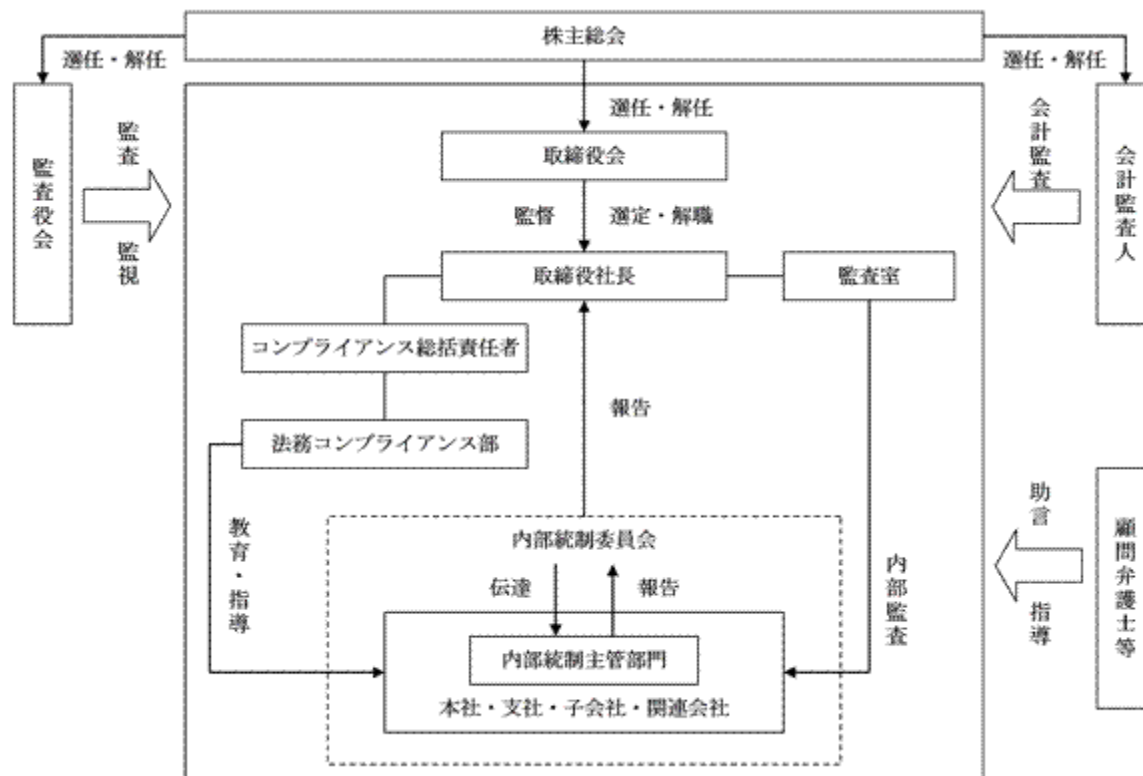 株主総会
選任・解任
選任・解任
選任・解任
監査役会
監査
監視
会計監査
会計監査人
取締役会
監督
選定・解職
取締役社長
監査室
コンプライアンス総括責任者
報告
法務コンプライアンス部
教育・指導
内部統制委員会
伝達
報告
内部監査
内部統制主管部門
本社・支社・子会社・関連会社
助言
指導
顧問弁護士等